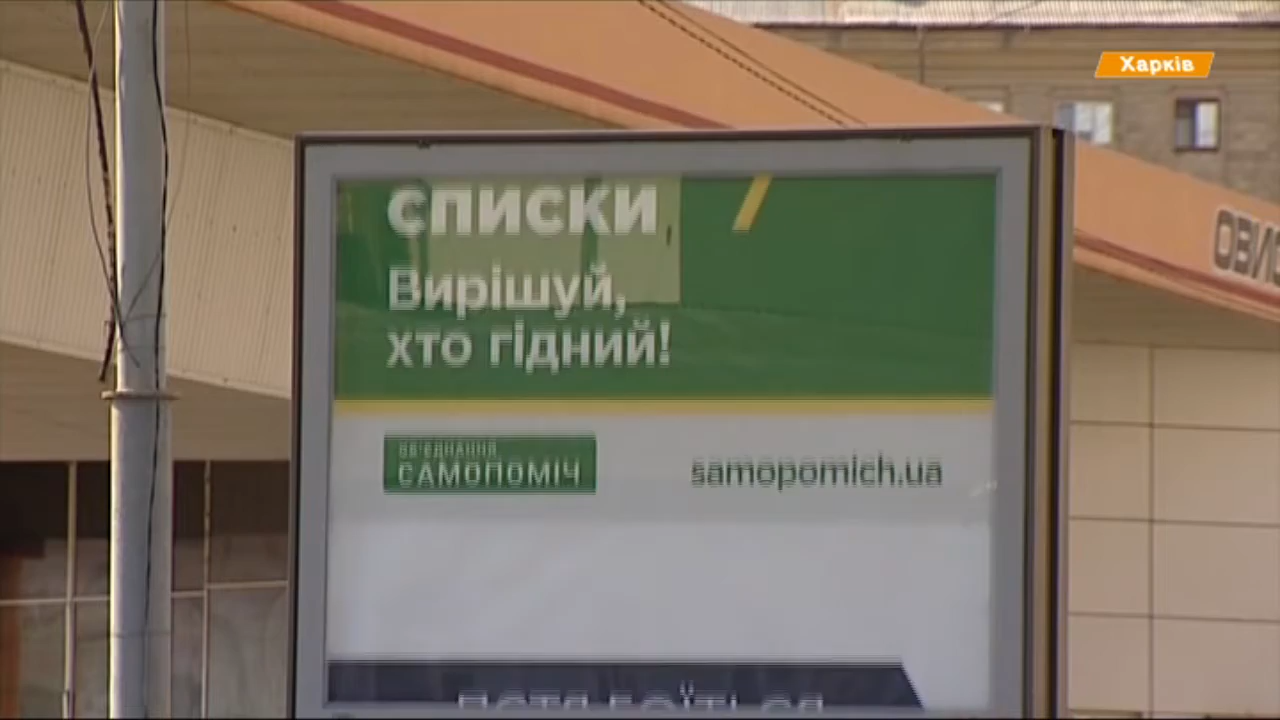 Харків
списки
Вирішуй,
хто гідний!
ОБ'ЄДНАННЯ
САМОПОМІЧ
samopomich.ua